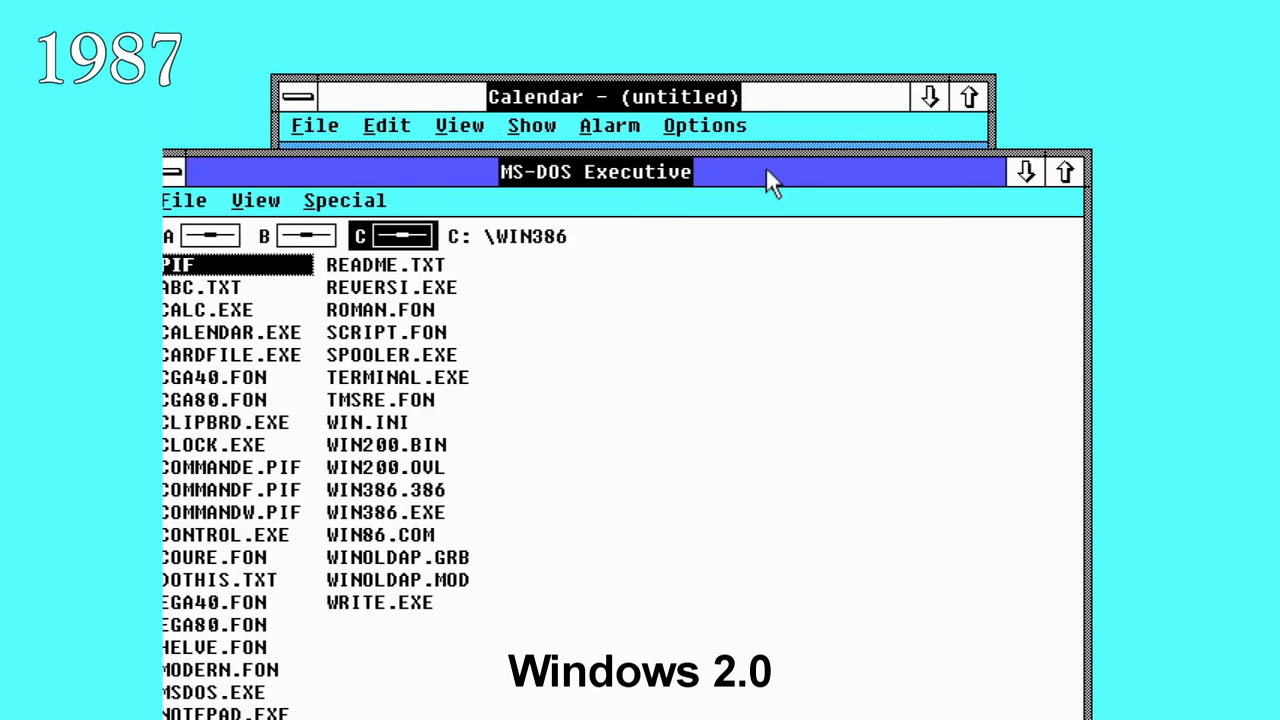 1987
Calendar - (untitled)
File Edit View Show Alarm Options
MS-DOS Executive
File View Special
A B C C: \WIN386
PIF README.TXT
ABC.TXT REVERSI.EXE
CALC.EXE ROMAN.FON
CALENDAR.EXE SCRIPT.FON
CARDFILE.EXE SPOOLER.EXE
CGA40.FON TERMINAL.EXE
CGA80.FON TMSRE.FON
CLIPBRD.EXE WIN.INI
CLOCK.EXE WIN200.BIN
COMMANDE.PIF WIN200.OVL
COMMANDF.PIF WIN386.386
COMMANDW.PIF WIN386.EXE
CONTROL.EXE WIN86.COM
COURE.FON WINOLDAP.GRB
DOTHIS.TXT WINOLDAP.MOD
EGA40.FON WRITE.EXE
EGA80.FON
HELVE.FON
MODERN.FON
MSDOS.EXE
NOTEPAD.EXE
Windows 2.0